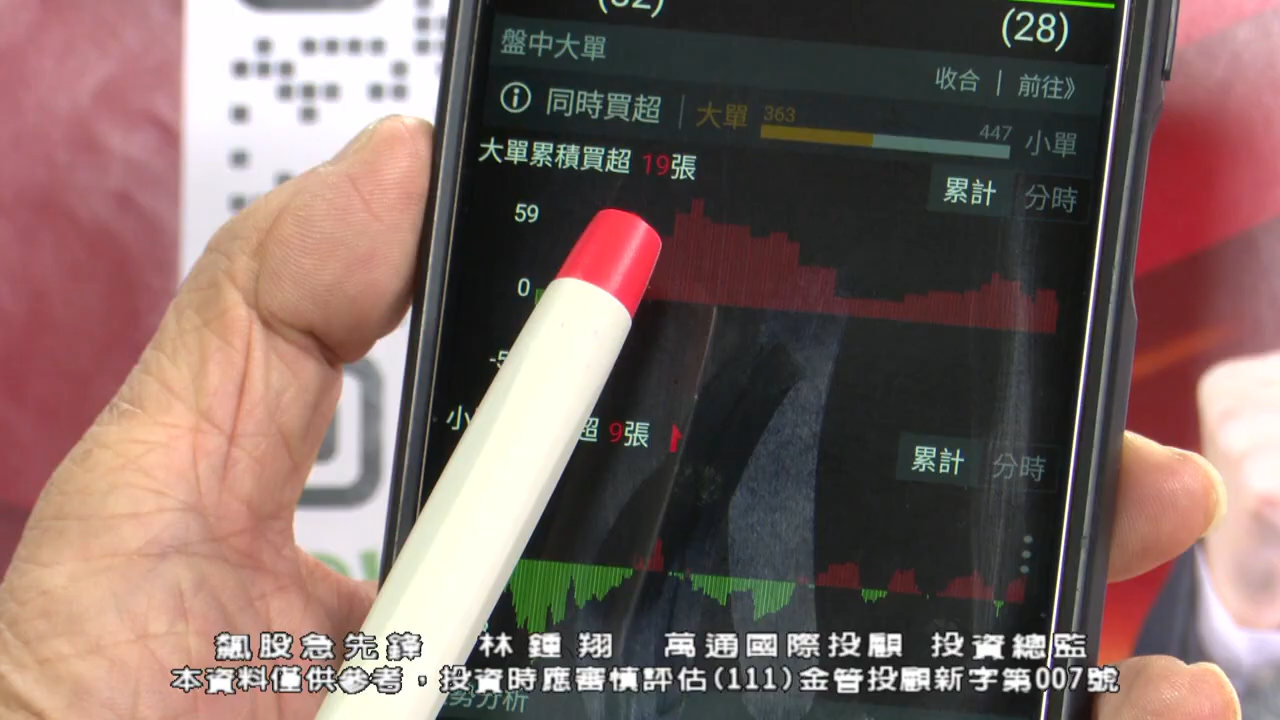 (28)
盤中大單
收合 | 前往》
同時買超 | 大單 363 447 小單
大單累積買超 19張
累計 分時
59
0
小 超 9張
累計 分時
飆股急先鋒 林鍾翔 萬通國際投顧 投資總監
本資料僅供參考，投資時應審慎評估(111)金管投顧新字第007號
勢分析